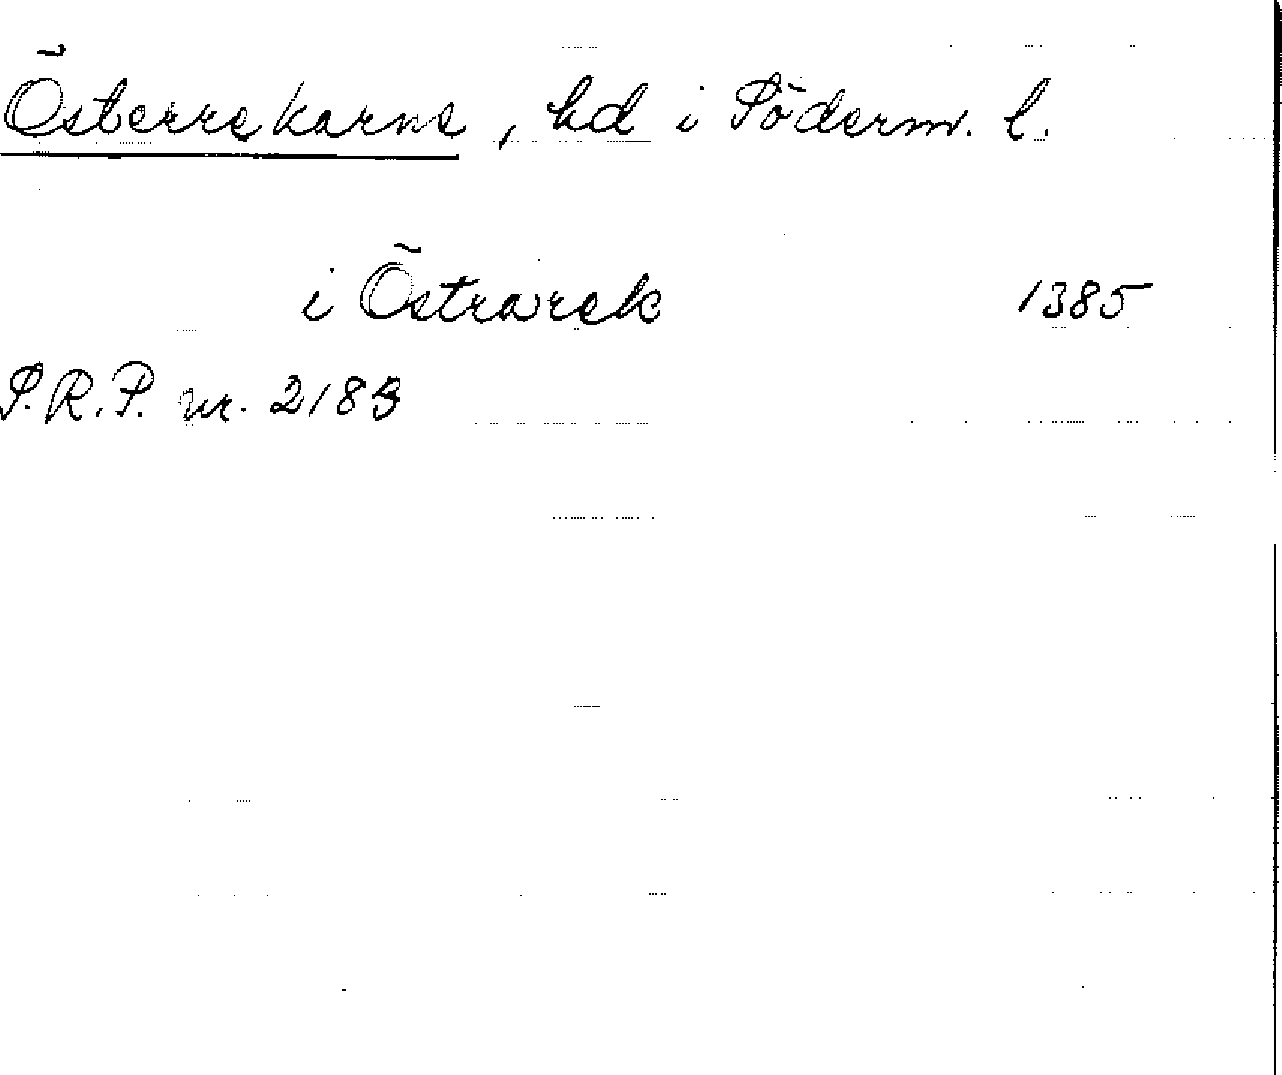 Österrekarne, hd i Söderm. l.
i Östrarek 1385
S.R.P. nr. 2183